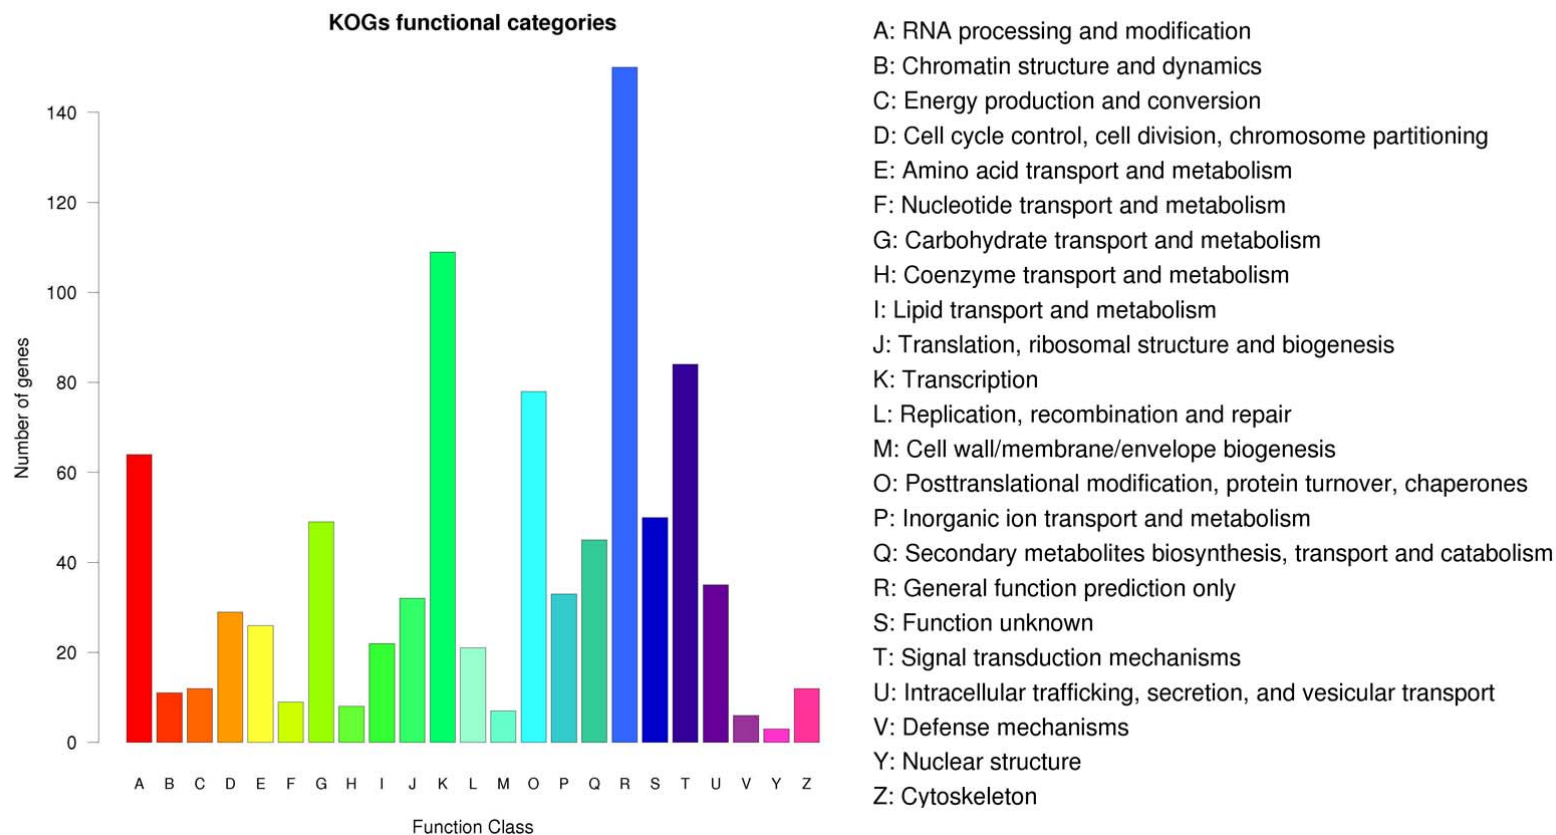 KOGs functional categories
Number of genes
140
120
100
80
60
40
20
0
A B C D E F G H I J K L M O P Q R S T U V Y Z
Function Class
A: RNA processing and modification
B: Chromatin structure and dynamics
C: Energy production and conversion
D: Cell cycle control, cell division, chromosome partitioning
E: Amino acid transport and metabolism
F: Nucleotide transport and metabolism
G: Carbohydrate transport and metabolism
H: Coenzyme transport and metabolism
I: Lipid transport and metabolism
J: Translation, ribosomal structure and biogenesis
K: Transcription
L: Replication, recombination and repair
M: Cell wall/membrane/envelope biogenesis
O: Posttranslational modification, protein turnover, chaperones
P: Inorganic ion transport and metabolism
Q: Secondary metabolites biosynthesis, transport and catabolism
R: General function prediction only
S: Function unknown
T: Signal transduction mechanisms
U: Intracellular trafficking, secretion, and vesicular transport
V: Defense mechanisms
Y: Nuclear structure
Z: Cytoskeleton